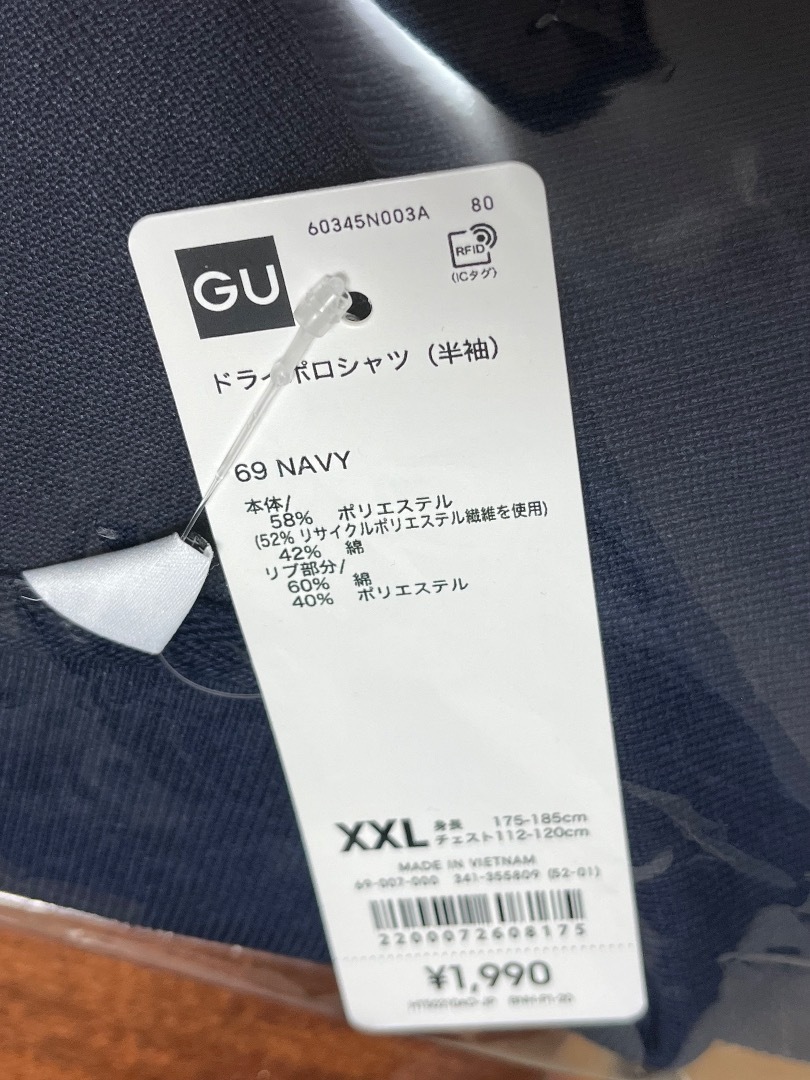 60345N003A 80
GU
RFID
(ICタグ)
ドライポロシャツ（半袖）
69 NAVY
本体/
58% ポリエステル
(52% リサイクルポリエステル繊維を使用)
42% 綿
リブ部分/
60% 綿
40% ポリエステル
XXL 身長 175-185cm
チェスト112-120cm
MADE IN VIETNAM
69-007-000 341-355809 (52-01)
2200072608175
¥1,990